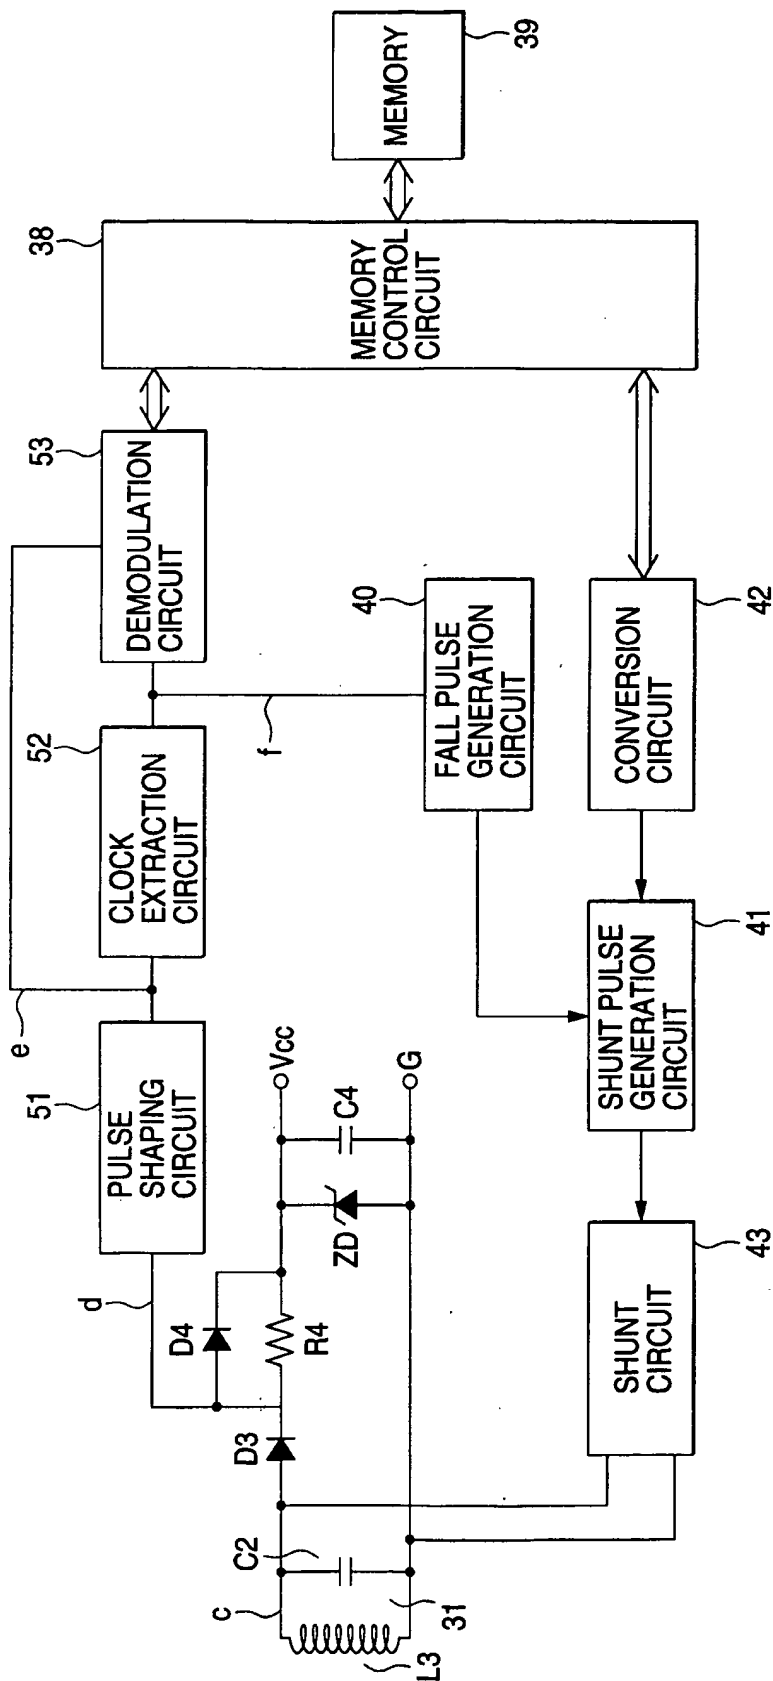 51
PULSE
SHAPING
CIRCUIT
52
CLOCK
EXTRACTION
CIRCUIT
53
DEMODULATION
CIRCUIT
38
MEMORY
CONTROL
CIRCUIT
MEMORY
39
e
d
f
D4
R4
D3
C2
c
L3
31
ZD
C4
Vcc
G
40
FALL PULSE
GENERATION
CIRCUIT
SHUNT
CIRCUIT
43
SHUNT PULSE
GENERATION
CIRCUIT
41
CONVERSION
CIRCUIT
42